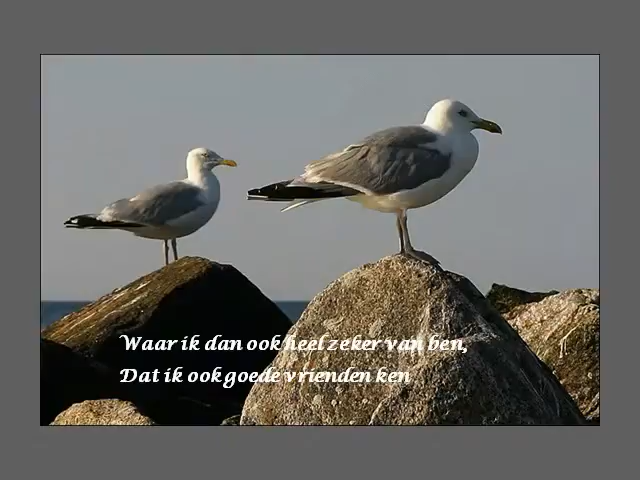 Waar ik dan ook heel zeker van ben,
Dat ik ook goede vrienden ken